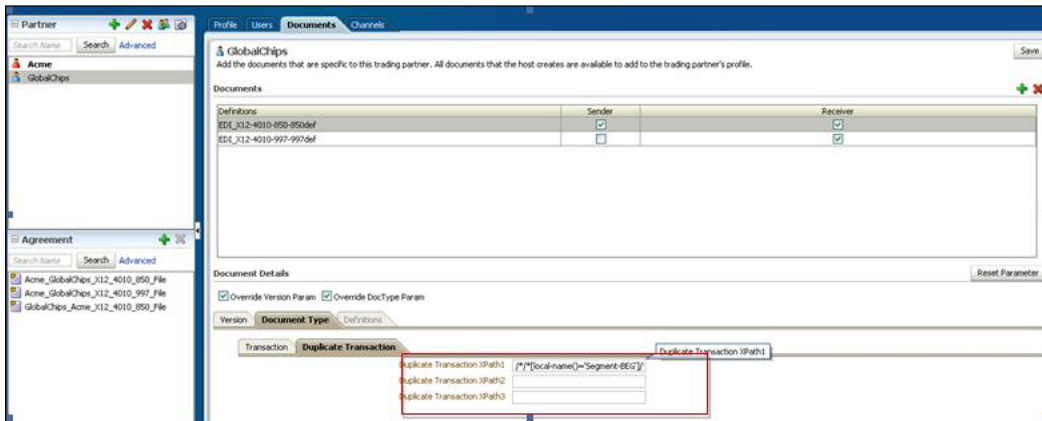 Partner
Profile Users Documents Channels
Search Name Search Advanced
Acme
GlobalChips
GlobalChips
Save
Add the documents that are specific to this trading partner. All documents that the host creates are available to add to the trading partner's profile.
Documents
Definitions Sender Receiver
EDI_X12-4010-850-850def
EDI_X12-4010-997-997def
Agreement
Search Name Search Advanced
Acme_GlobalChips_X12_4010_850_File
Acme_GlobalChips_X12_4010_997_File
GlobalChips_Acme_X12_4010_850_File
Document Details
Reset Parameter
Override Version Param Override DocType Param
Version Document Type Definitions
Transaction Duplicate Transaction
Duplicate Transaction XPath1 /*/*[local-name()='Segment-BEG']/
Duplicate Transaction XPath1
Duplicate Transaction XPath2
Duplicate Transaction XPath3